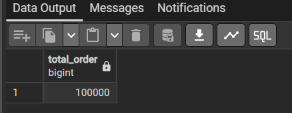 Data Output Messages Notifications
SQL
total_order
bigint
1 100000